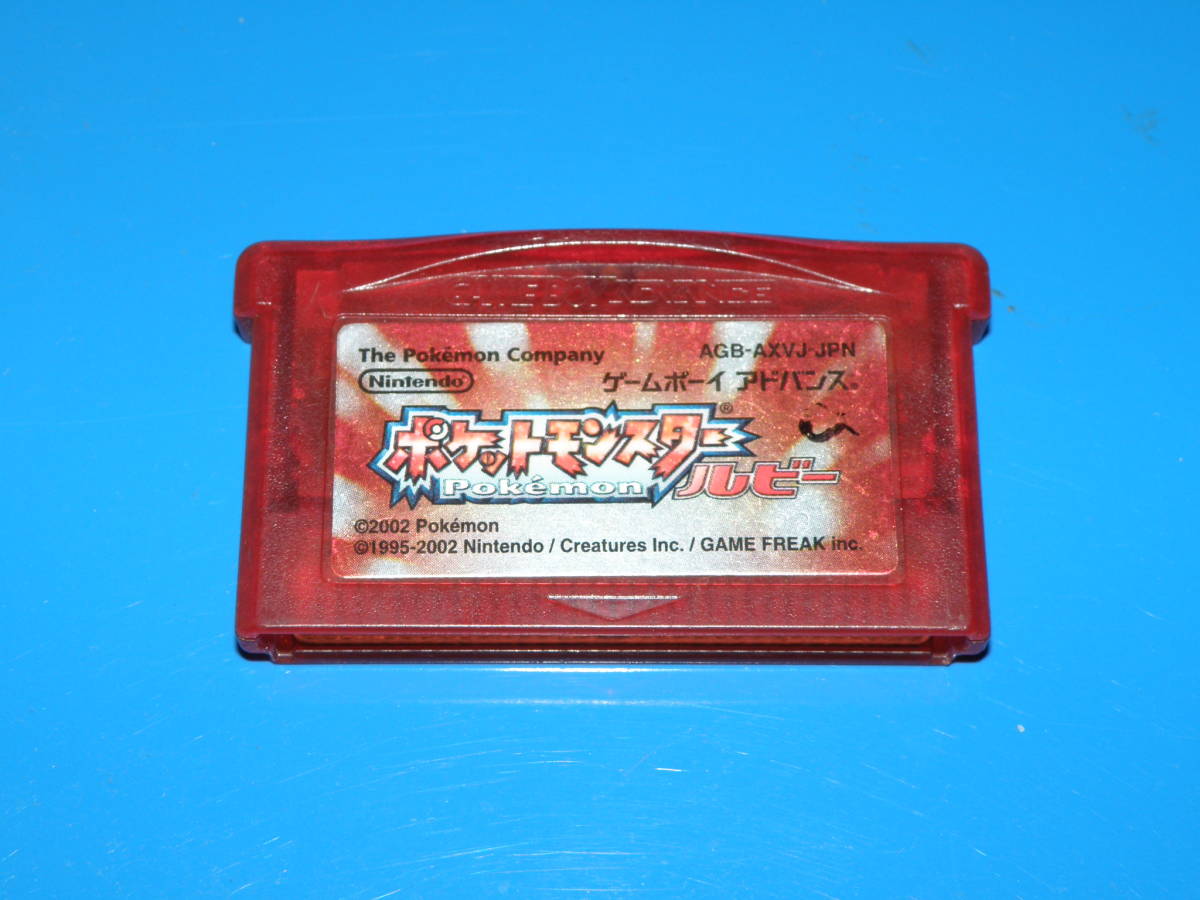 GAME BOY ADVANCE
The Pokémon Company AGB-AXVJ-JPN
Nintendo ゲームボーイ アドバンス®
ポケットモンスター®
Pokémon ルビー
©2002 Pokémon
©1995-2002 Nintendo / Creatures Inc. / GAME FREAK inc.